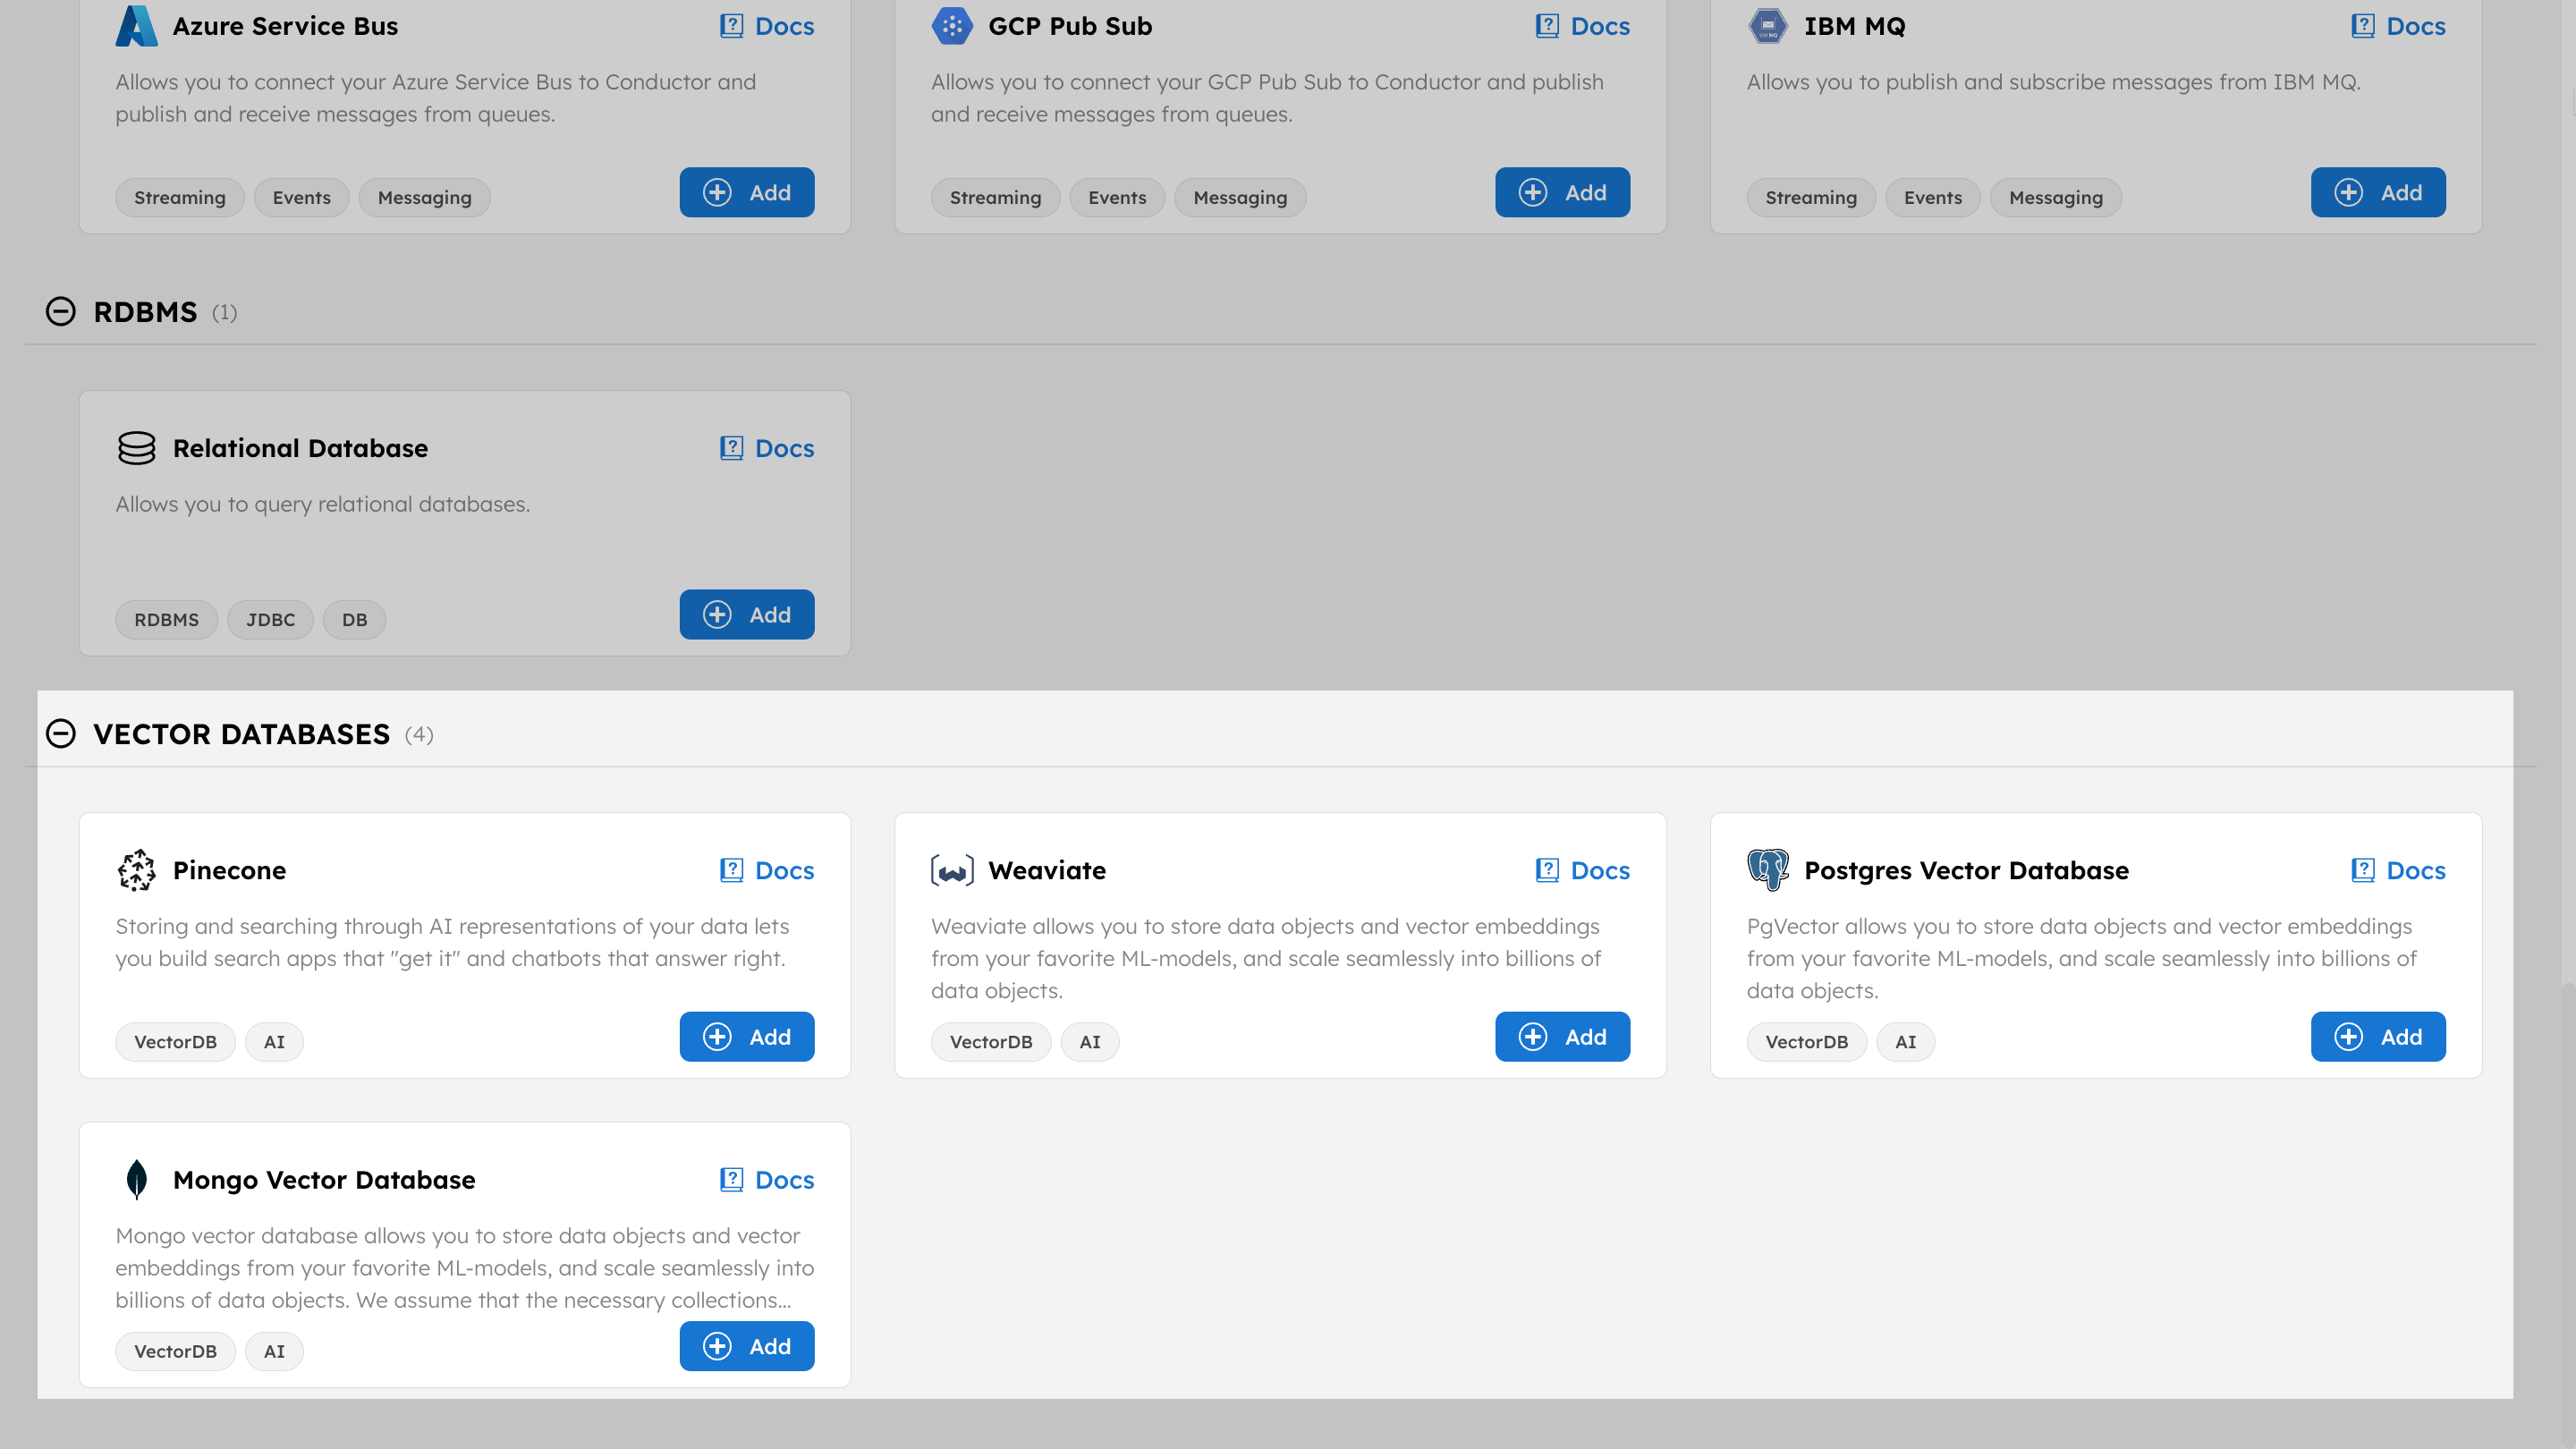 Azure Service Bus
Docs
Allows you to connect your Azure Service Bus to Conductor and
publish and receive messages from queues.
Streaming
Events
Messaging
Add
GCP Pub Sub
Docs
Allows you to connect your GCP Pub Sub to Conductor and publish
and receive messages from queues.
Streaming
Events
Messaging
Add
IBM MQ
Docs
Allows you to publish and subscribe messages from IBM MQ.
Streaming
Events
Messaging
Add
RDBMS (1)
Relational Database
Docs
Allows you to query relational databases.
RDBMS
JDBC
DB
Add
VECTOR DATABASES (4)
Pinecone
Docs
Storing and searching through AI representations of your data lets
you build search apps that "get it" and chatbots that answer right.
VectorDB
AI
Add
Weaviate
Docs
Weaviate allows you to store data objects and vector embeddings
from your favorite ML-models, and scale seamlessly into billions of
data objects.
VectorDB
AI
Add
Postgres Vector Database
Docs
PgVector allows you to store data objects and vector embeddings
from your favorite ML-models, and scale seamlessly into billions of
data objects.
VectorDB
AI
Add
Mongo Vector Database
Docs
Mongo vector database allows you to store data objects and vector
embeddings from your favorite ML-models, and scale seamlessly into
billions of data objects. We assume that the necessary collections...
VectorDB
AI
Add